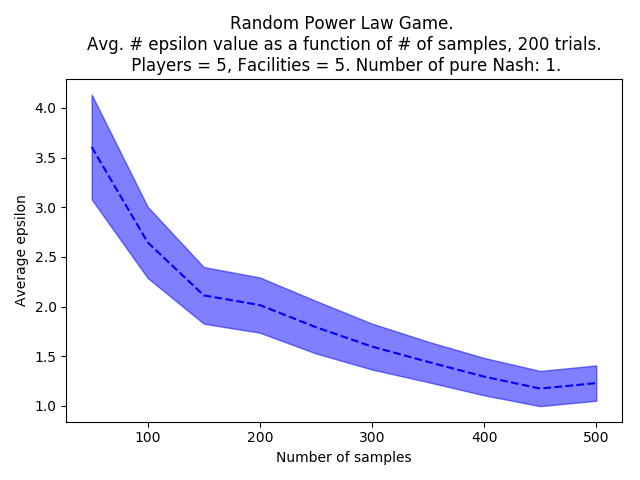 Random Power Law Game.
Avg. # epsilon value as a function of # of samples, 200 trials.
Players = 5, Facilities = 5. Number of pure Nash: 1.
4.0
3.5
3.0
2.5
2.0
1.5
1.0
Average epsilon
100 200 300 400 500
Number of samples